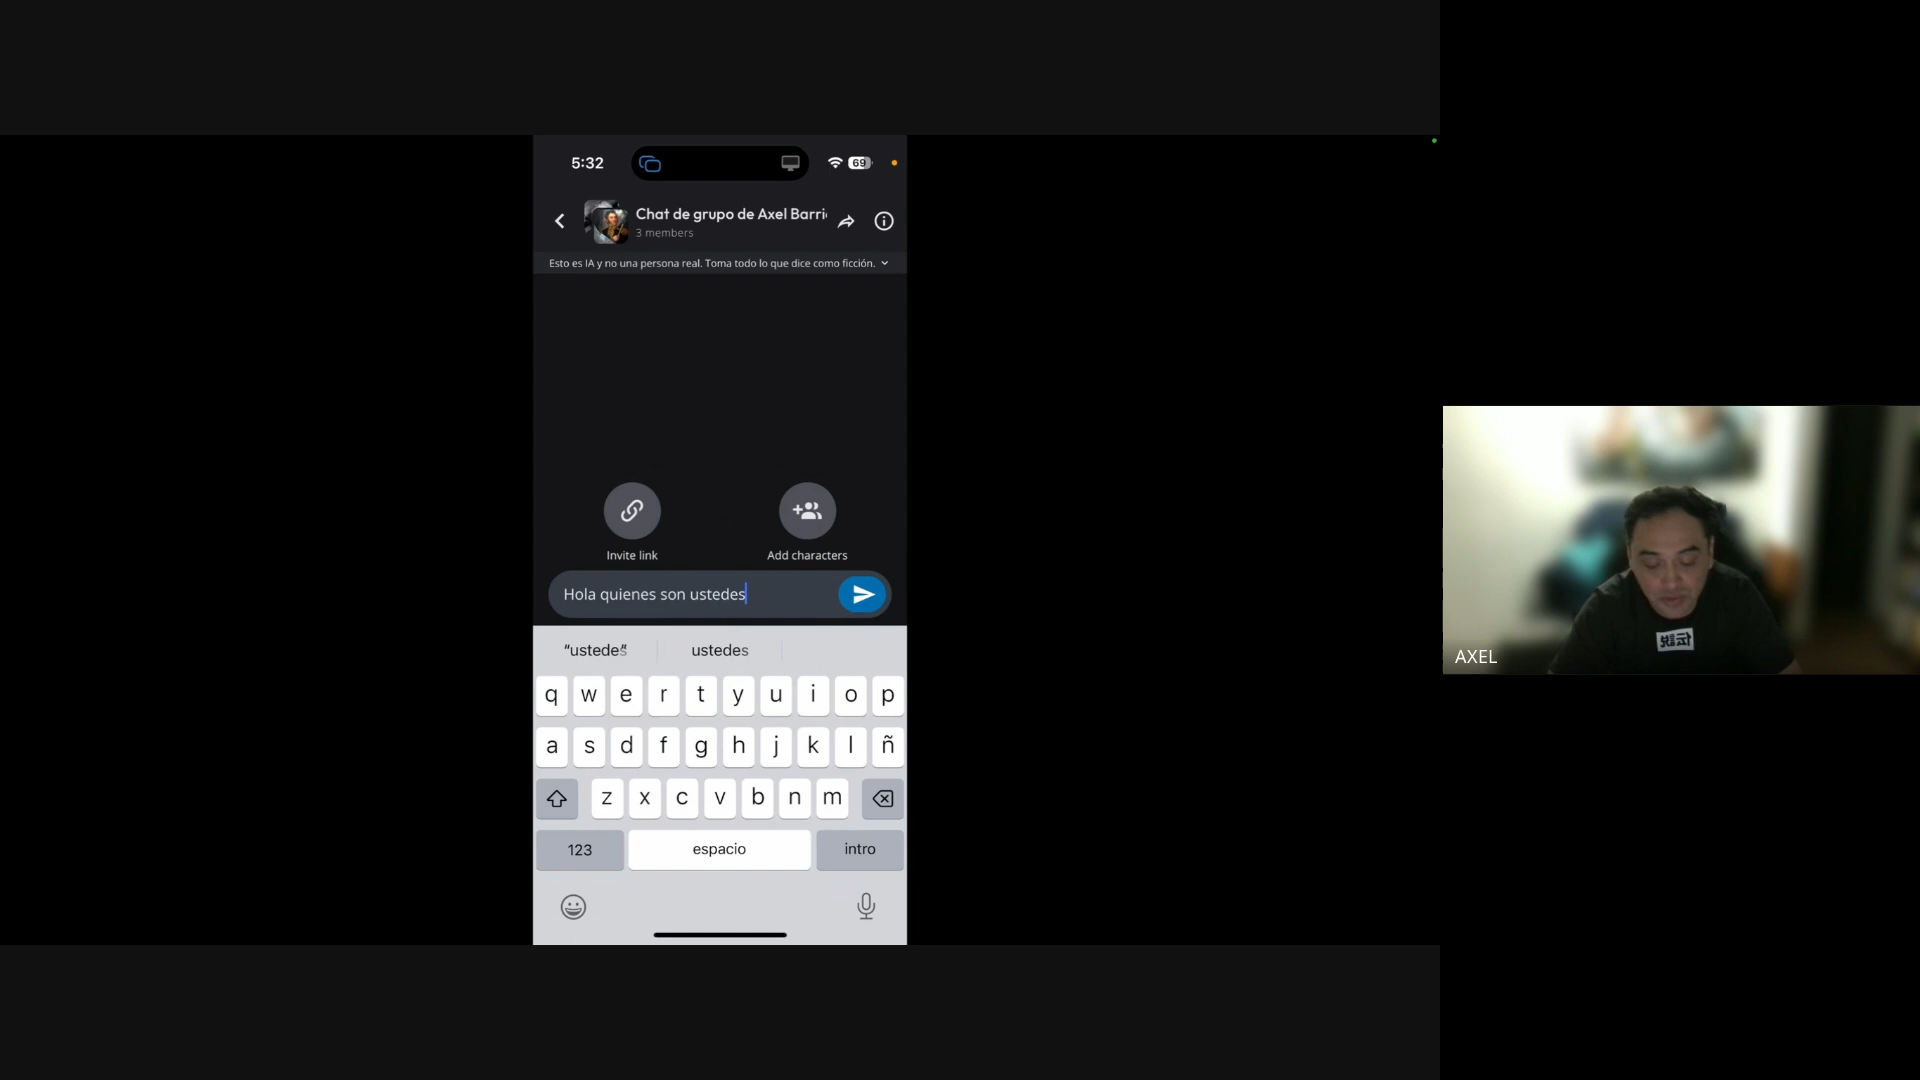 5:32
69
Chat de grupo de Axel Barri
3 members
Esto es IA y no una persona real. Toma todo lo que dice como ficción.
Invite link
Add characters
Hola quienes son ustedes
“ustedes”
ustedes
q w e r t y u i o p
a s d f g h j k l ñ
z x c v b n m
123
espacio
intro
AXEL